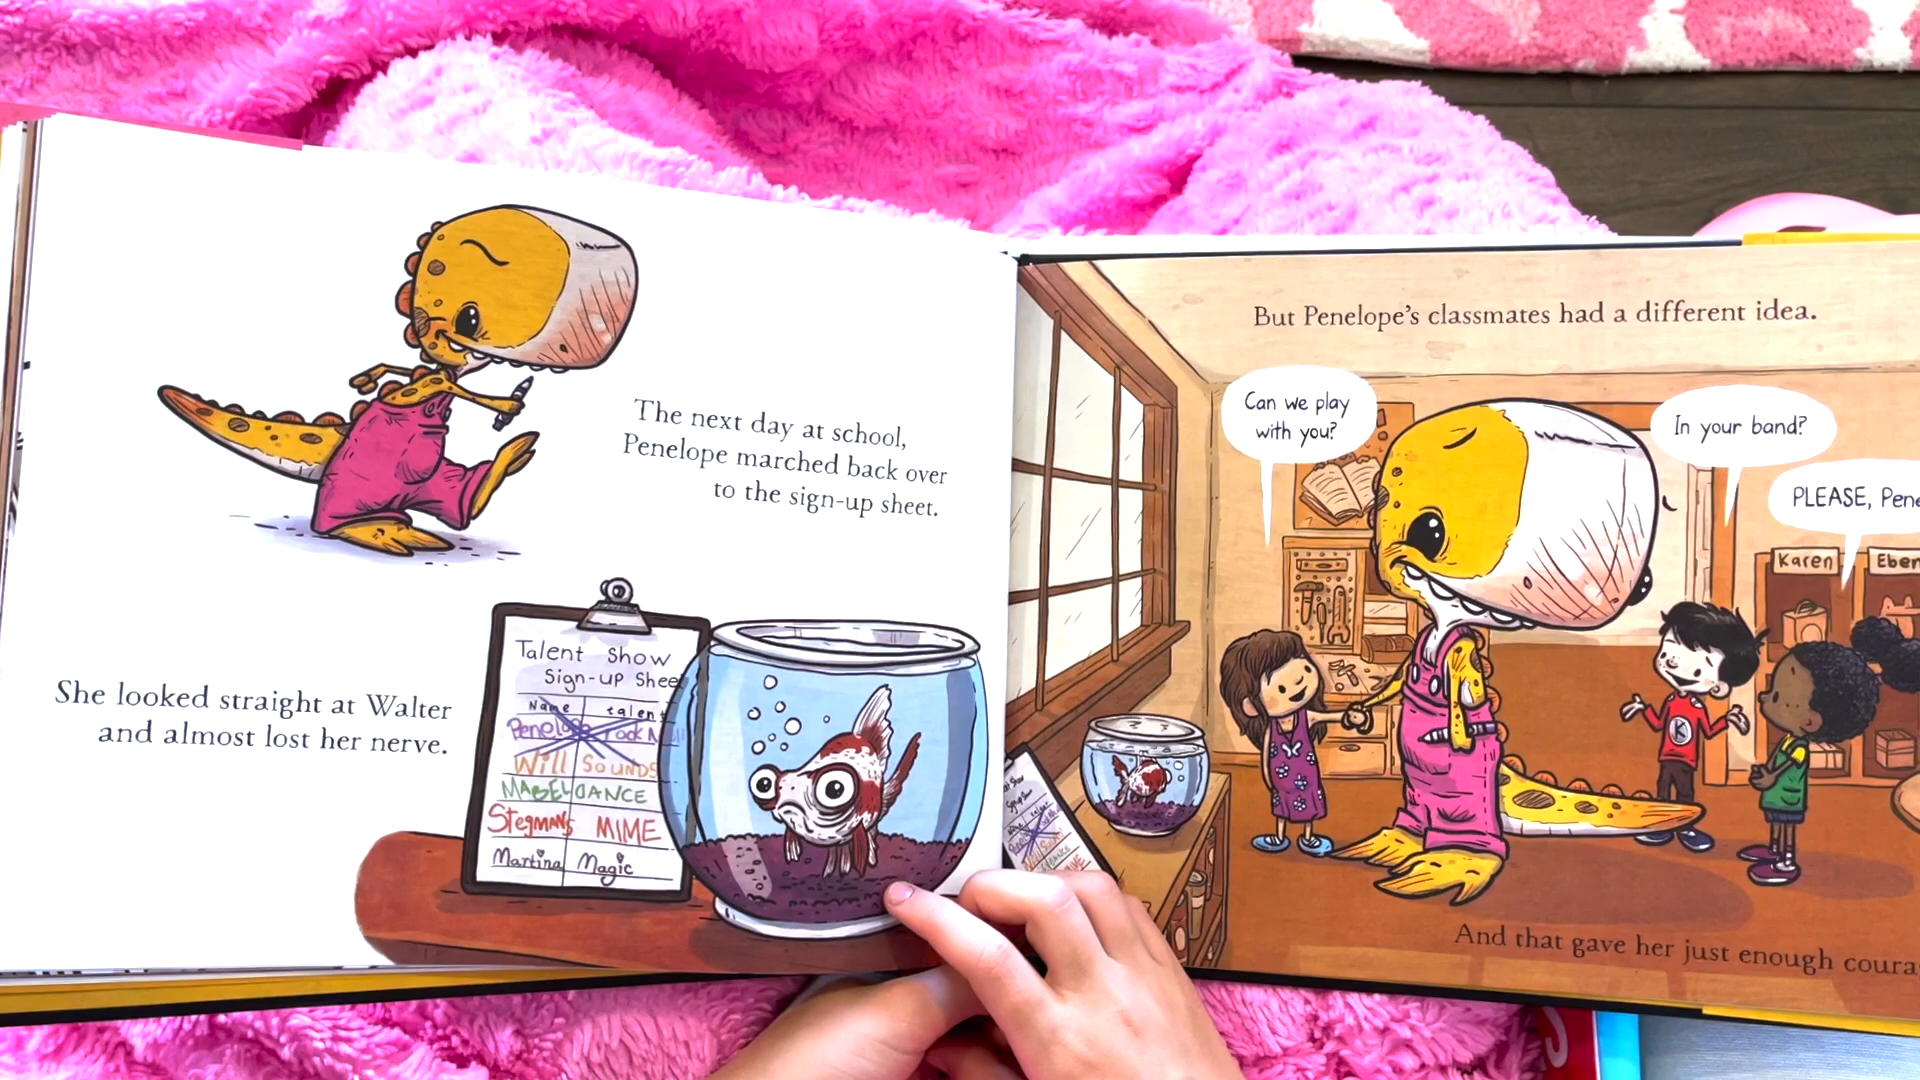 The next day at school,
Penelope marched back over
to the sign-up sheet.
She looked straight at Walter
and almost lost her nerve.
Talent Show
Sign-up Shee
Name talent
Will SOUNDS
MABEL DANCE
Stegmans MIME
Martina Magic
But Penelope's classmates had a different idea.
Can we play
with you?
In your band?
PLEASE, Pene
Karen
Eben
K
And that gave her just enough coura